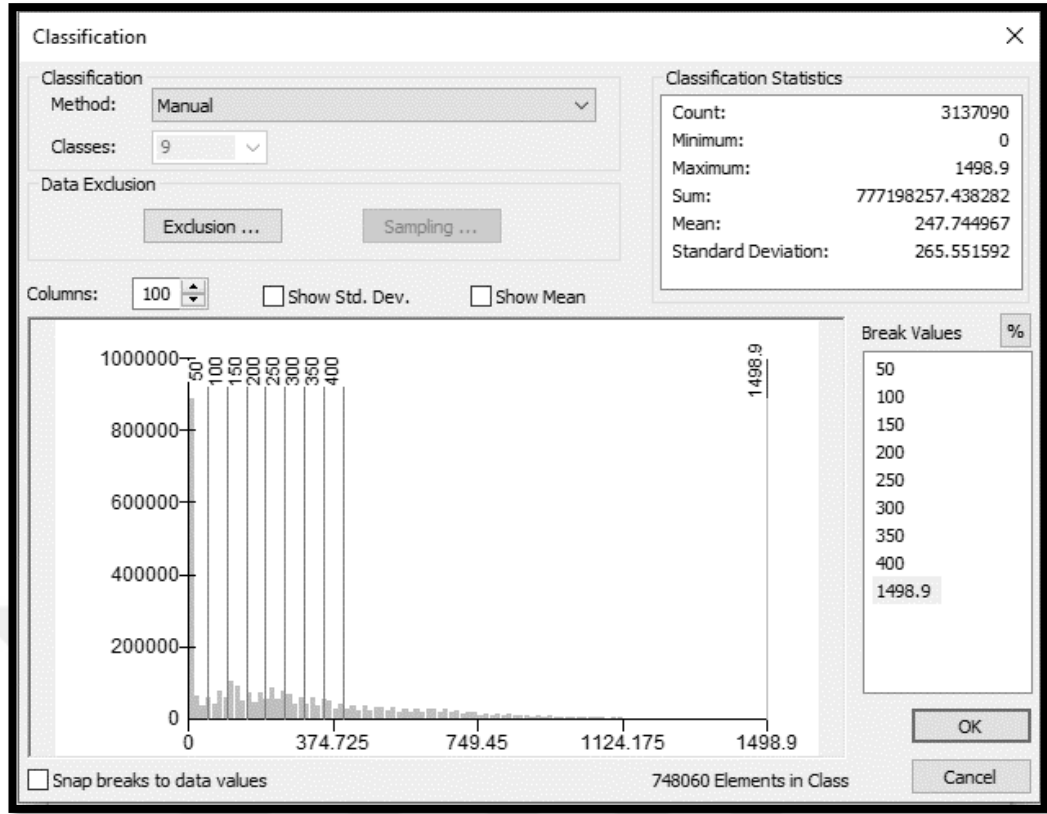 Classification
Classification
Method: Manual
Classes: 9
Data Exclusion
Exclusion ...
Sampling ...
Classification Statistics
Count: 3137090
Minimum: 0
Maximum: 1498.9
Sum: 777198257.438282
Mean: 247.744967
Standard Deviation: 265.551592
Columns: 100
Show Std. Dev.
Show Mean
1000000
800000
600000
400000
200000
0
50
100
150
200
250
300
350
400
1498.9
0 374.725 749.45 1124.175 1498.9
Break Values %
50
100
150
200
250
300
350
400
1498.9
OK
Snap breaks to data values
748060 Elements in Class
Cancel